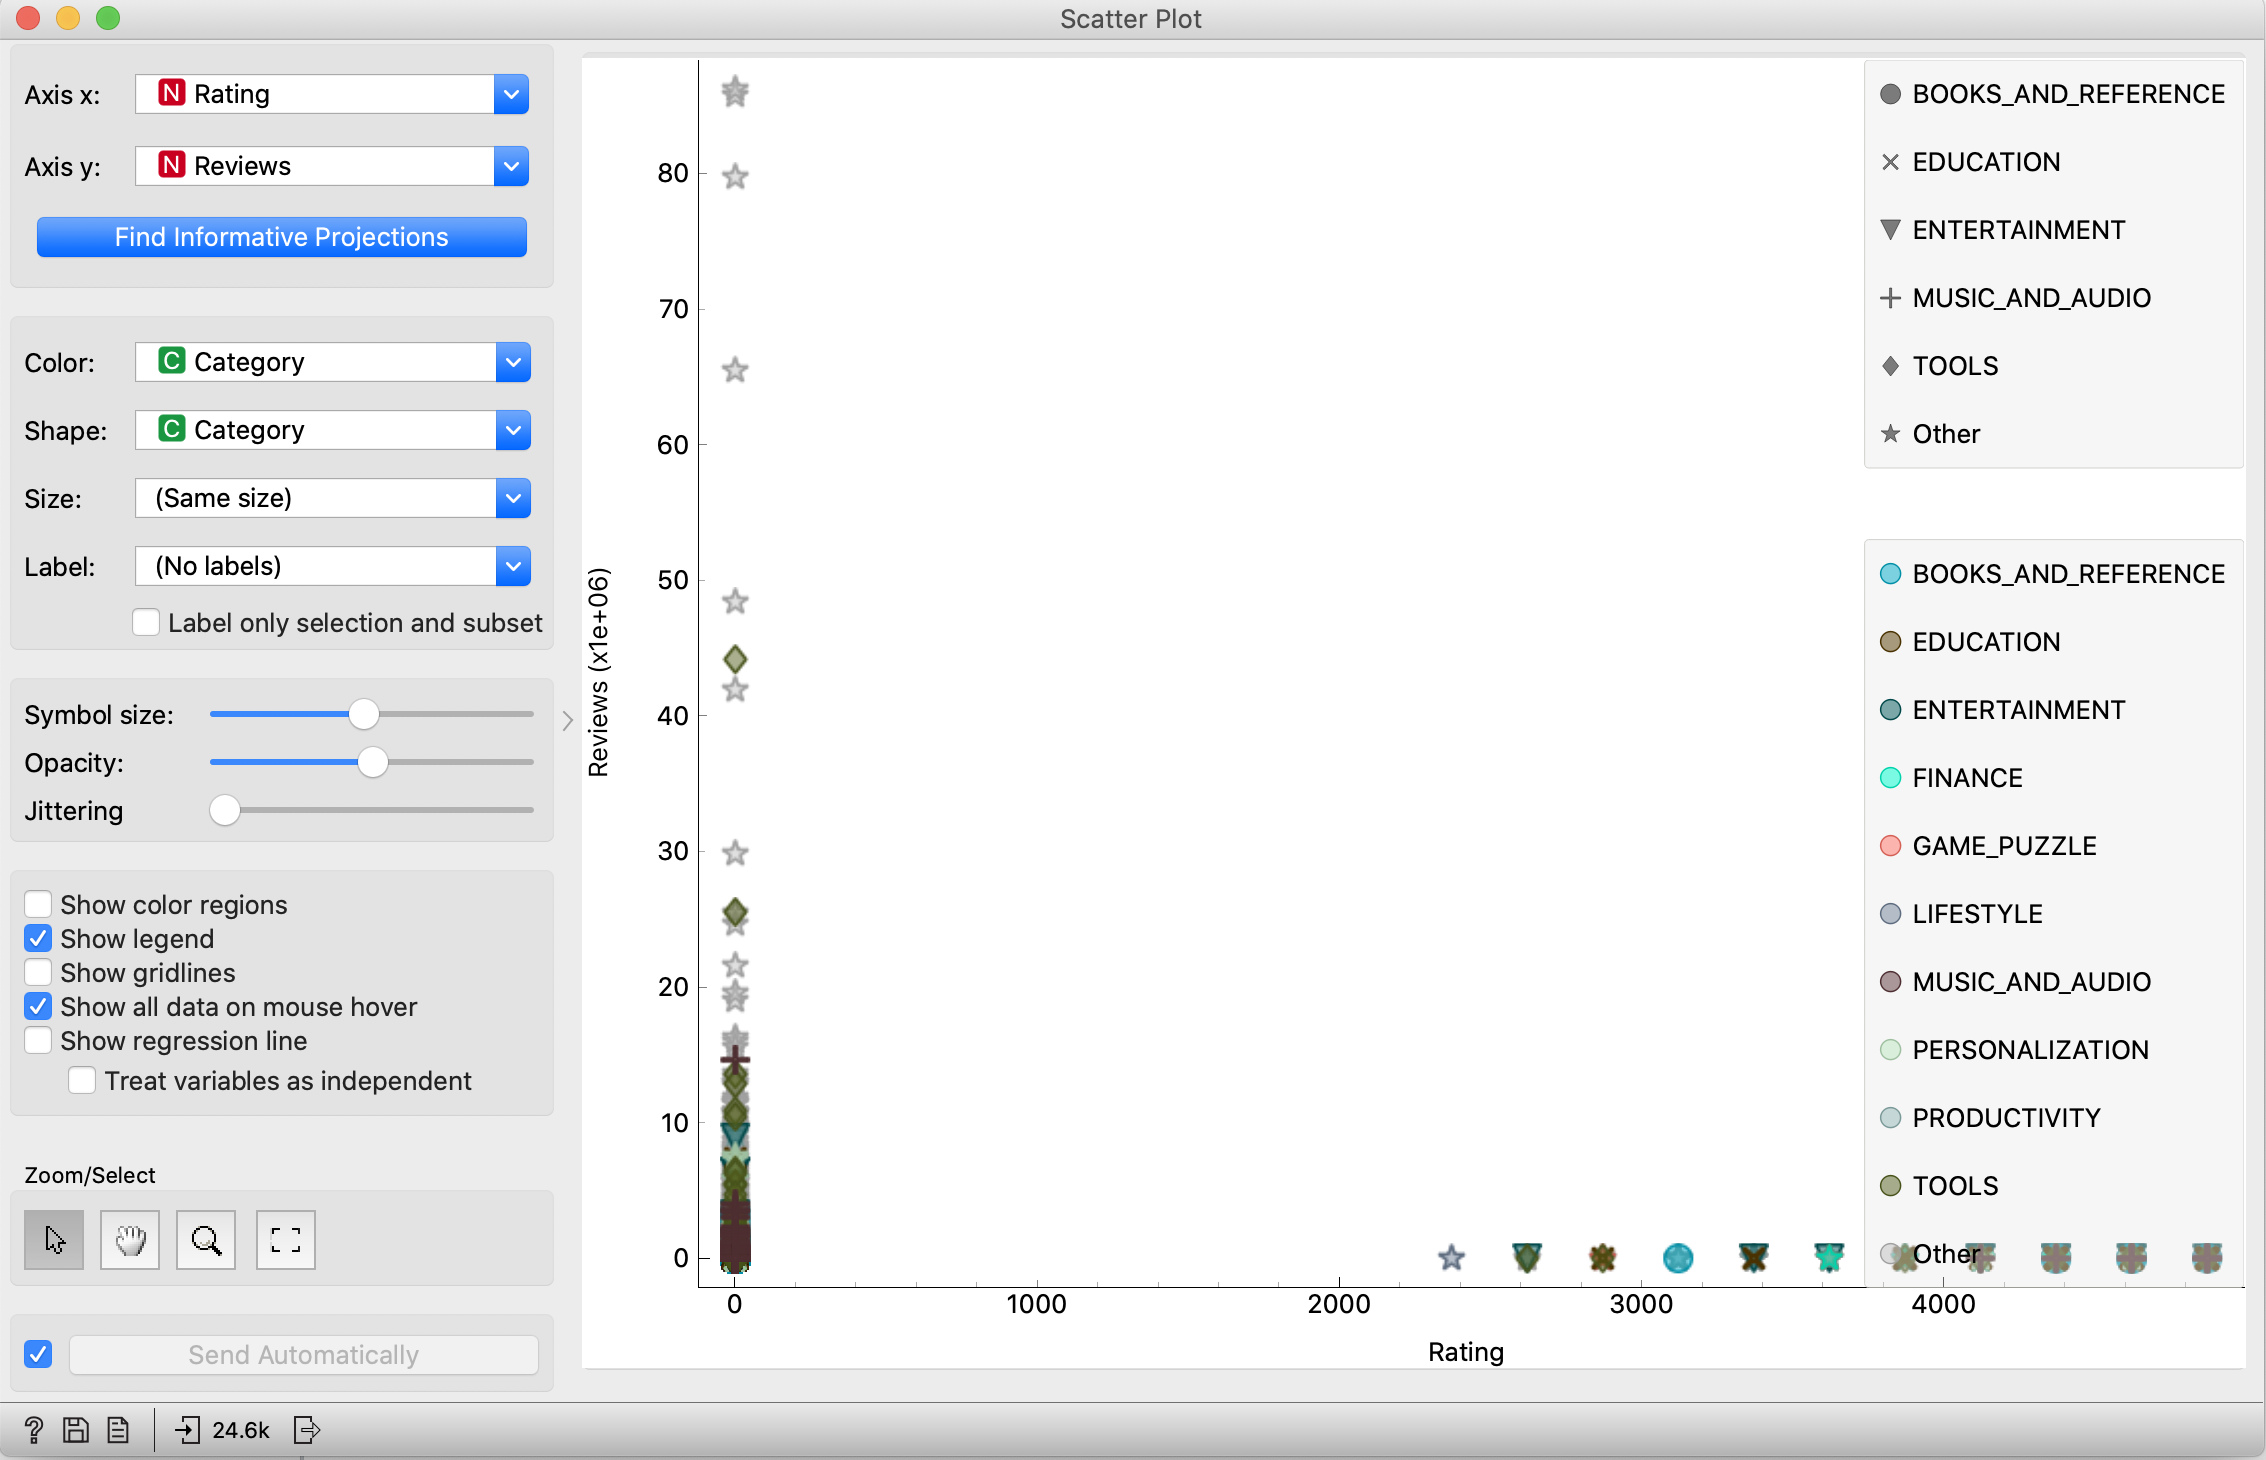 Scatter Plot
Axis x:
N Rating
Axis y:
N Reviews
Find Informative Projections
Color:
C Category
Shape:
C Category
Size:
(Same size)
Label:
(No labels)
Label only selection and subset
Symbol size:
Opacity:
Jittering
Show color regions
Show legend
Show gridlines
Show all data on mouse hover
Show regression line
Treat variables as independent
Zoom/Select
Send Automatically
? 24.6k
Reviews (x1e+06)
80
70
60
50
40
30
20
10
0
0 1000 2000 3000 4000
Rating
BOOKS_AND_REFERENCE
EDUCATION
ENTERTAINMENT
MUSIC_AND_AUDIO
TOOLS
Other
BOOKS_AND_REFERENCE
EDUCATION
ENTERTAINMENT
FINANCE
GAME_PUZZLE
LIFESTYLE
MUSIC_AND_AUDIO
PERSONALIZATION
PRODUCTIVITY
TOOLS
Other